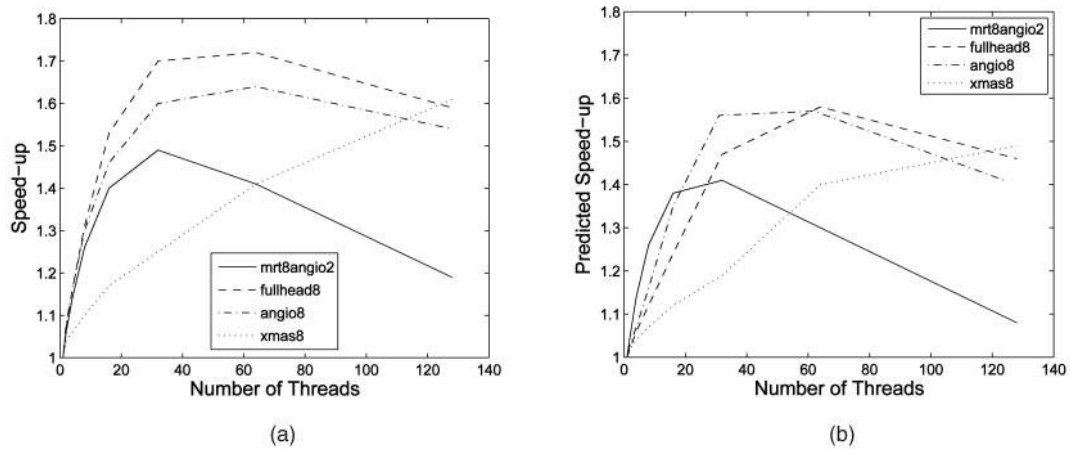 1.8
1.7
1.6
1.5
1.4
1.3
1.2
1.1
1
Speed-up
mrt8angio2
fullhead8
angio8
xmas8
0 20 40 60 80 100 120 140
Number of Threads
(a)
1.8
1.7
1.6
1.5
1.4
1.3
1.2
1.1
1
Predicted Speed-up
mrt8angio2
fullhead8
angio8
xmas8
0 20 40 60 80 100 120 140
Number of Threads
(b)